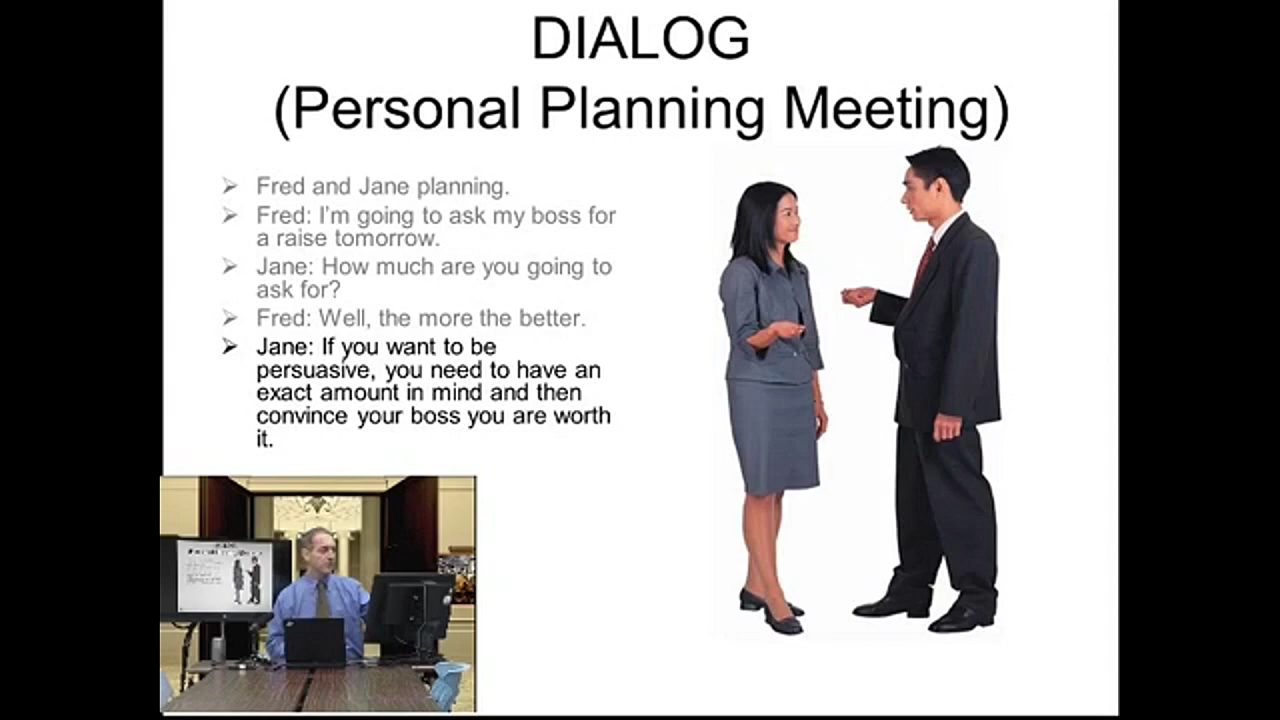 DIALOG
(Personal Planning Meeting)
Fred and Jane planning.
Fred: I'm going to ask my boss for
a raise tomorrow.
Jane: How much are you going to
ask for?
Fred: Well, the more the better.
Jane: If you want to be
persuasive, you need to have an
exact amount in mind and then
convince your boss you are worth
it.